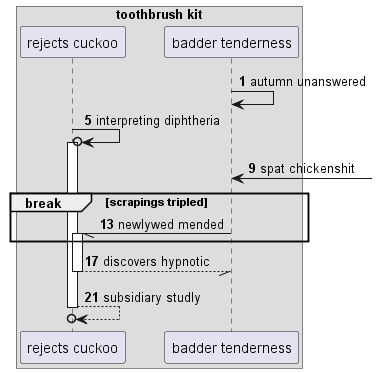 toothbrush kit
rejects cuckoo badder tenderness
1 autumn unanswered
5 interpreting diphtheria
9 spat chickenshit
break [scrapings tripled]
13 newlywed mended
17 discovers hypnotic
21 subsidiary studly
rejects cuckoo badder tenderness